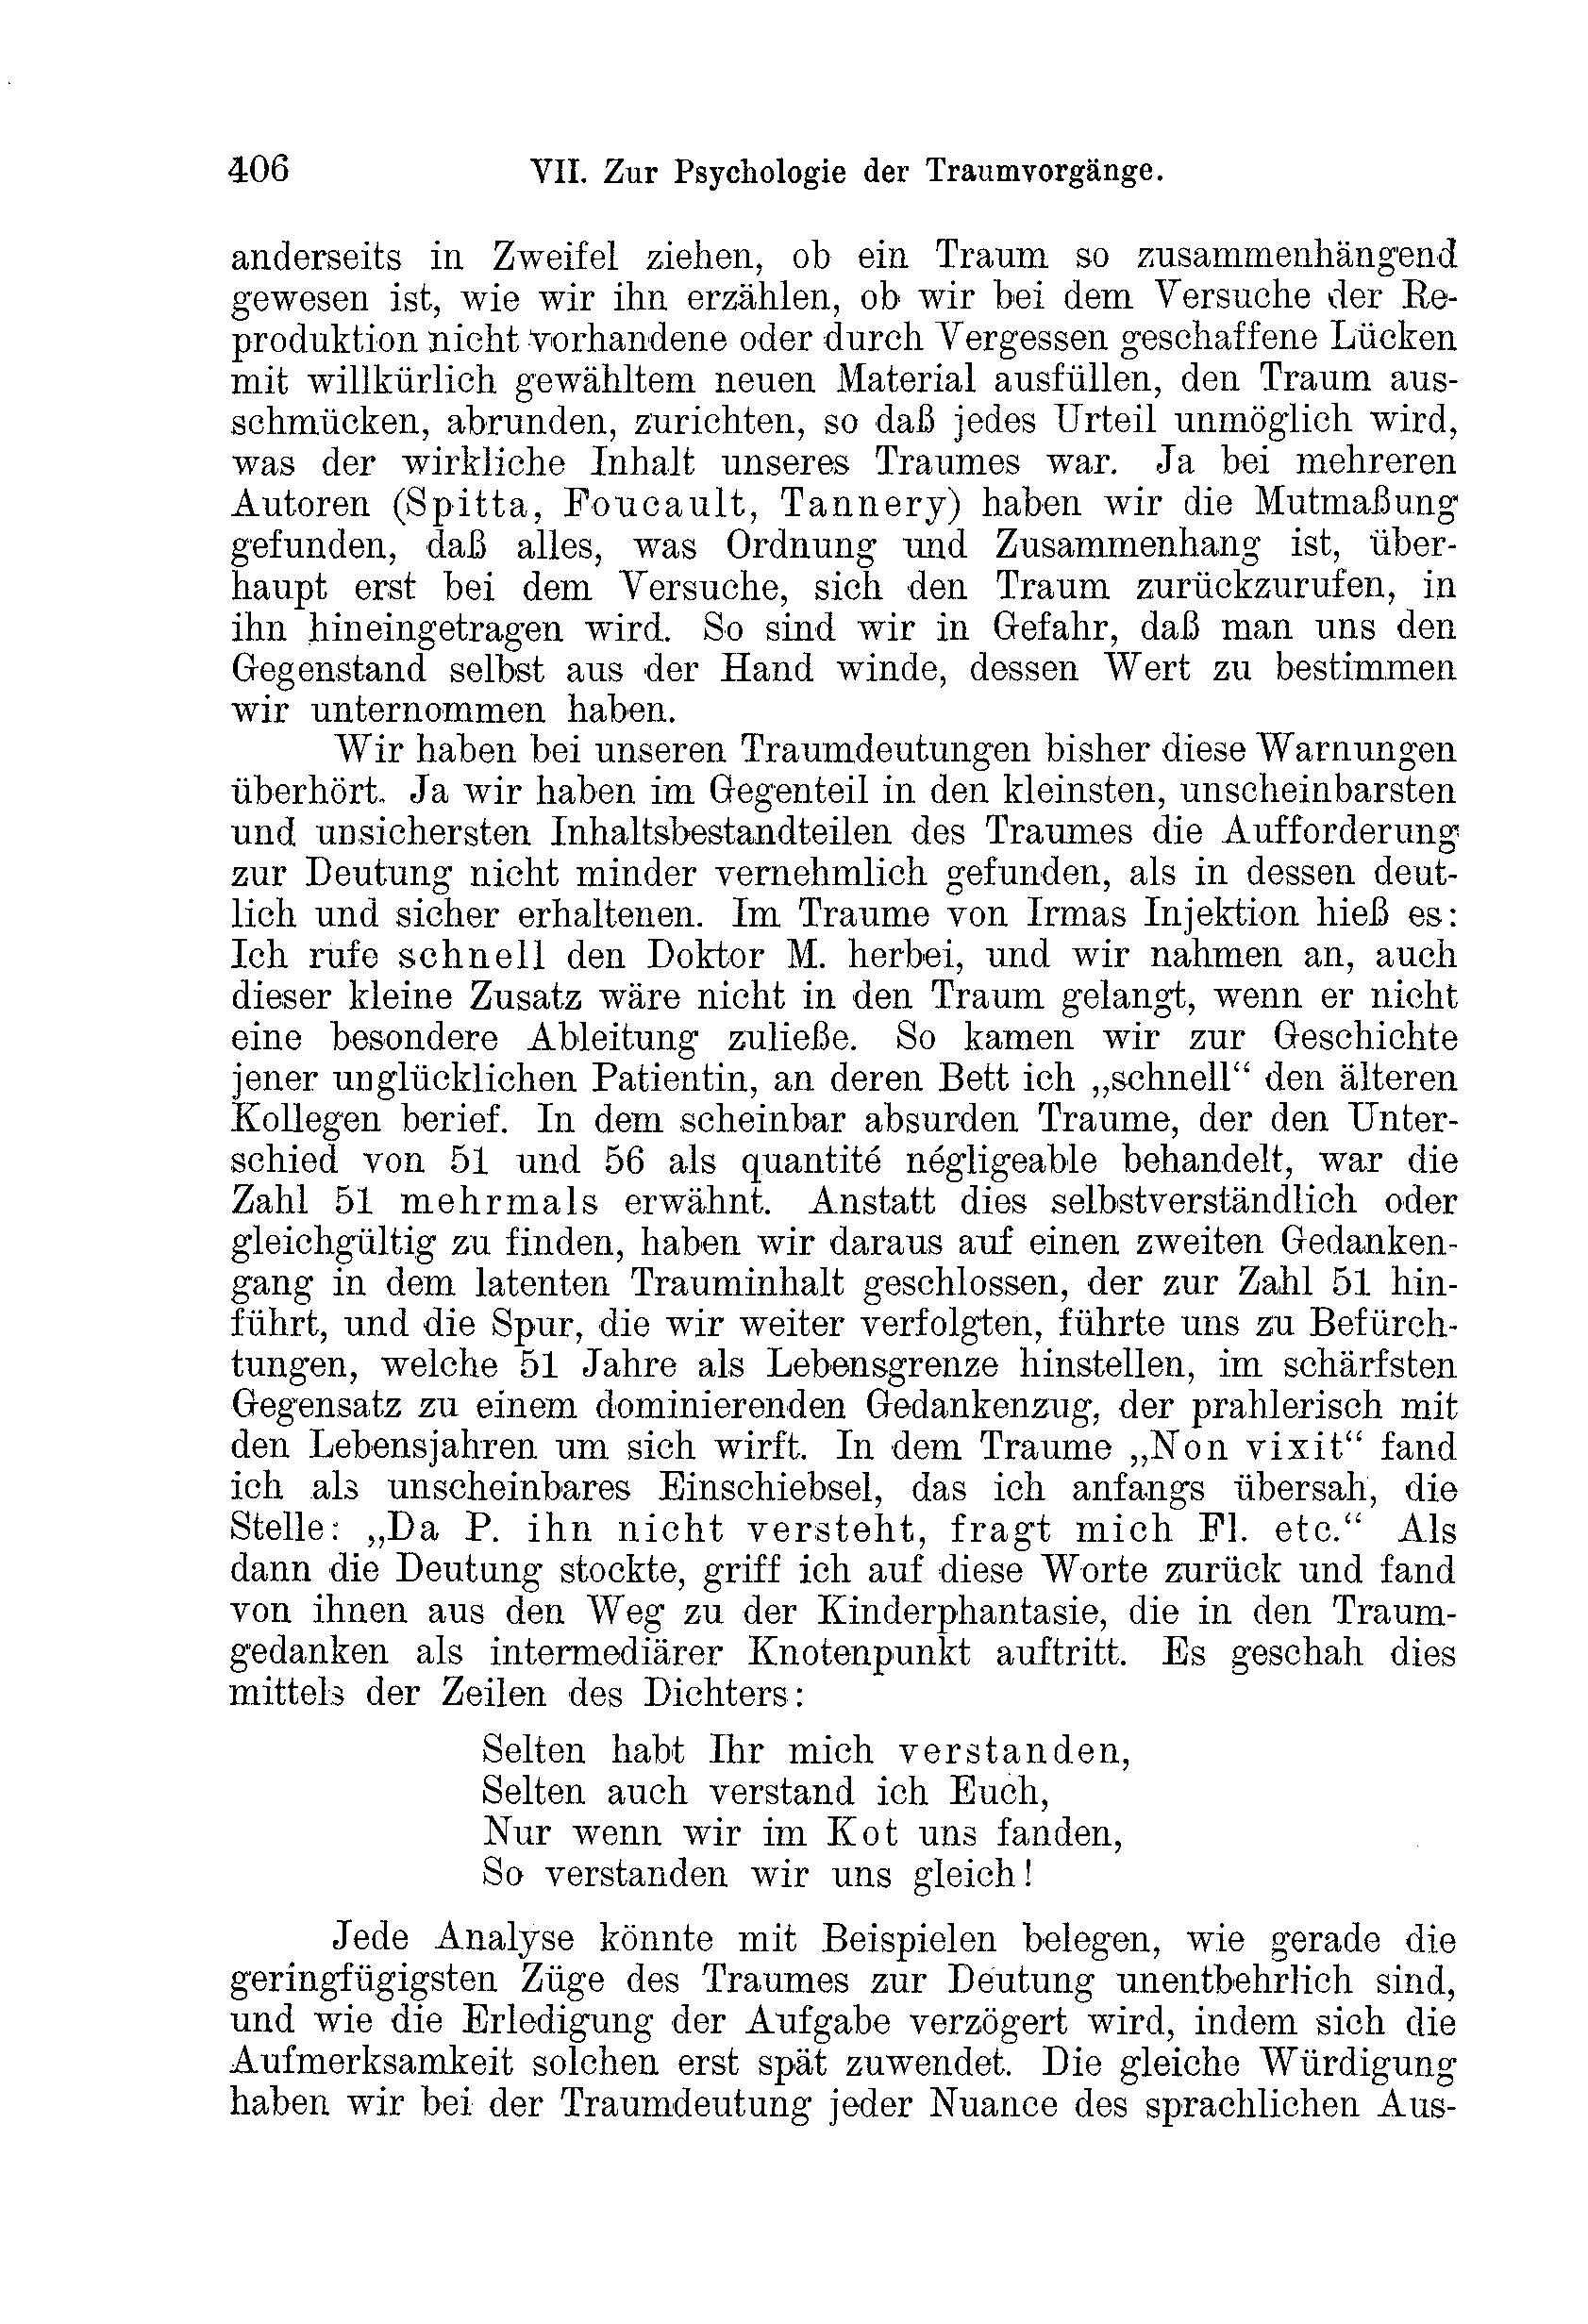 406 VII. Zur Psychologie der Traumvorgänge.
anderseits in Zweifel ziehen, ob ein Traum so zusammenhängend
gewesen ist, wie wir ihn erzählen, ob wir bei dem Versuche der Re-
produktion nicht vorhandene oder durch Vergessen geschaffene Lücken
mit willkürlich gewähltem neuen Material ausfüllen, den Traum aus-
schmücken, abrunden, zurichten, so daß jedes Urteil unmöglich wird,
was der wirkliche Inhalt unseres Traumes war. Ja bei mehreren
Autoren (Spitta, Foucault, Tannery) haben wir die Mutmaßung
gefunden, daß alles, was Ordnung und Zusammenhang ist, über-
haupt erst bei dem Versuche, sich den Traum zurückzurufen, in
ihn hineingetragen wird. So sind wir in Gefahr, daß man uns den
Gegenstand selbst aus der Hand winde, dessen Wert zu bestimmen
wir unternommen haben.
Wir haben bei unseren Traumdeutungen bisher diese Warnungen
überhört. Ja wir haben im Gegenteil in den kleinsten, unscheinbarsten
und unsichersten Inhaltsbestandteilen des Traumes die Aufforderung
zur Deutung nicht minder vernehmlich gefunden, als in dessen deut-
lich und sicher erhaltenen. Im Traume von Irmas Injektion hieß es:
Ich rufe schnell den Doktor M. herbei, und wir nahmen an, auch
dieser kleine Zusatz wäre nicht in den Traum gelangt, wenn er nicht
eine besondere Ableitung zuließe. So kamen wir zur Geschichte
jener unglücklichen Patientin, an deren Bett ich „schnell“ den älteren
Kollegen berief. In dem scheinbar absurden Traume, der den Unter-
schied von 51 und 56 als quantité négligeable behandelt, war die
Zahl 51 mehrmals erwähnt. Anstatt dies selbstverständlich oder
gleichgültig zu finden, haben wir daraus auf einen zweiten Gedanken-
gang in dem latenten Trauminhalt geschlossen, der zur Zahl 51 hin-
führt, und die Spur, die wir weiter verfolgten, führte uns zu Befürch-
tungen, welche 51 Jahre als Lebensgrenze hinstellen, im schärfsten
Gegensatz zu einem dominierenden Gedankenzug, der prahlerisch mit
den Lebensjahren um sich wirft. In dem Traume „Non vixit“ fand
ich als unscheinbares Einschiebsel, das ich anfangs übersah, die
Stelle: „Da P. ihn nicht versteht, fragt mich Fl. etc.“ Als
dann die Deutung stockte, griff ich auf diese Worte zurück und fand
von ihnen aus den Weg zu der Kinderphantasie, die in den Traum-
gedanken als intermediärer Knotenpunkt auftritt. Es geschah dies
mittels der Zeilen des Dichters:
Selten habt Ihr mich verstanden,
Selten auch verstand ich Euch,
Nur wenn wir im Kot uns fanden,
So verstanden wir uns gleich!
Jede Analyse könnte mit Beispielen belegen, wie gerade die
geringfügigsten Züge des Traumes zur Deutung unentbehrlich sind,
und wie die Erledigung der Aufgabe verzögert wird, indem sich die
Aufmerksamkeit solchen erst spät zuwendet. Die gleiche Würdigung
haben wir bei der Traumdeutung jeder Nuance des sprachlichen Aus-